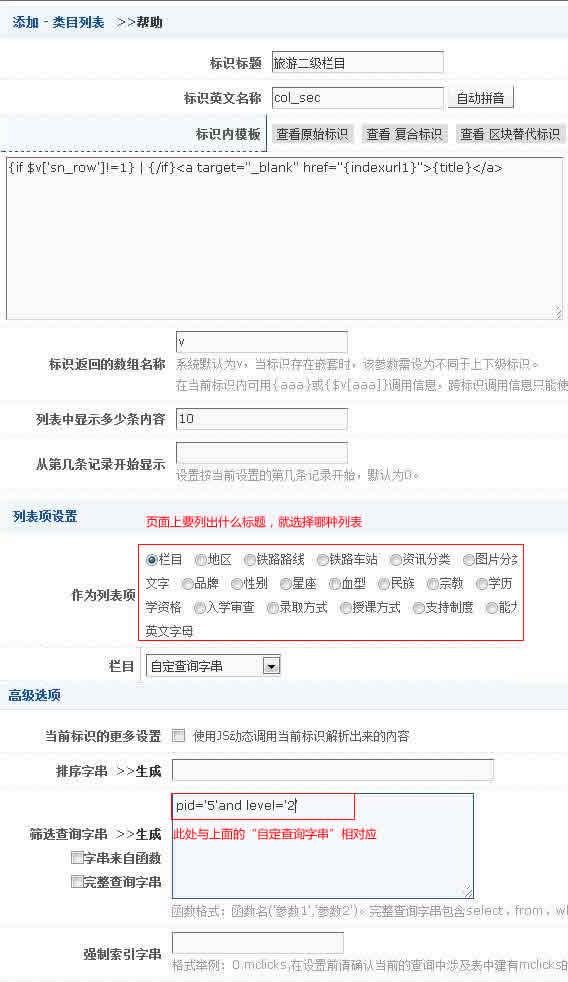 添加 - 类目列表 >>帮助
标识标题 旅游二级栏目
标识英文名称 col_sec 自动拼音
标识内模板 查看原始标识 查看 复合标识 查看 区块替代标识
{if $v['sn_row']!=1} | {/if}<a target="_blank" href="{indexurl1}">{title}</a>
标识返回的数组名称 v
系统默认为v，当标识存在嵌套时，该参数需设为不同于上下级标识。
在当前标识内可用{aaa}或{$v[aaa]}调用信息，跨标识调用信息只能使
列表中显示多少条内容 10
从第几条记录开始显示
设置按当前设置的第几条记录开始，默认为0。
列表项设置 页面上要列出什么标题，就选择哪种列表
作为列表项 栏目 地区 铁路路线 铁路车站 资讯分类 图片分类
文字 品牌 性别 星座 血型 民族 宗教 学历
学资格 入学审查 录取方式 授课方式 支持制度 能力
英文字母
栏目 自定查询字串
高级选项
当前标识的更多设置 使用JS动态调用当前标识解析出来的内容
排序字串 >>生成
筛选查询字串 >>生成 pid='5'and level='2'
此处与上面的“自定查询字串”相对应
字串来自函数
完整查询字串
函数格式：函数名('参数1','参数2')。完整查询字串包含select，from，wh
强制索引字串
格式举例：0 mclicks,在设置前请确认当前的查询中涉及表中建有mclicks的